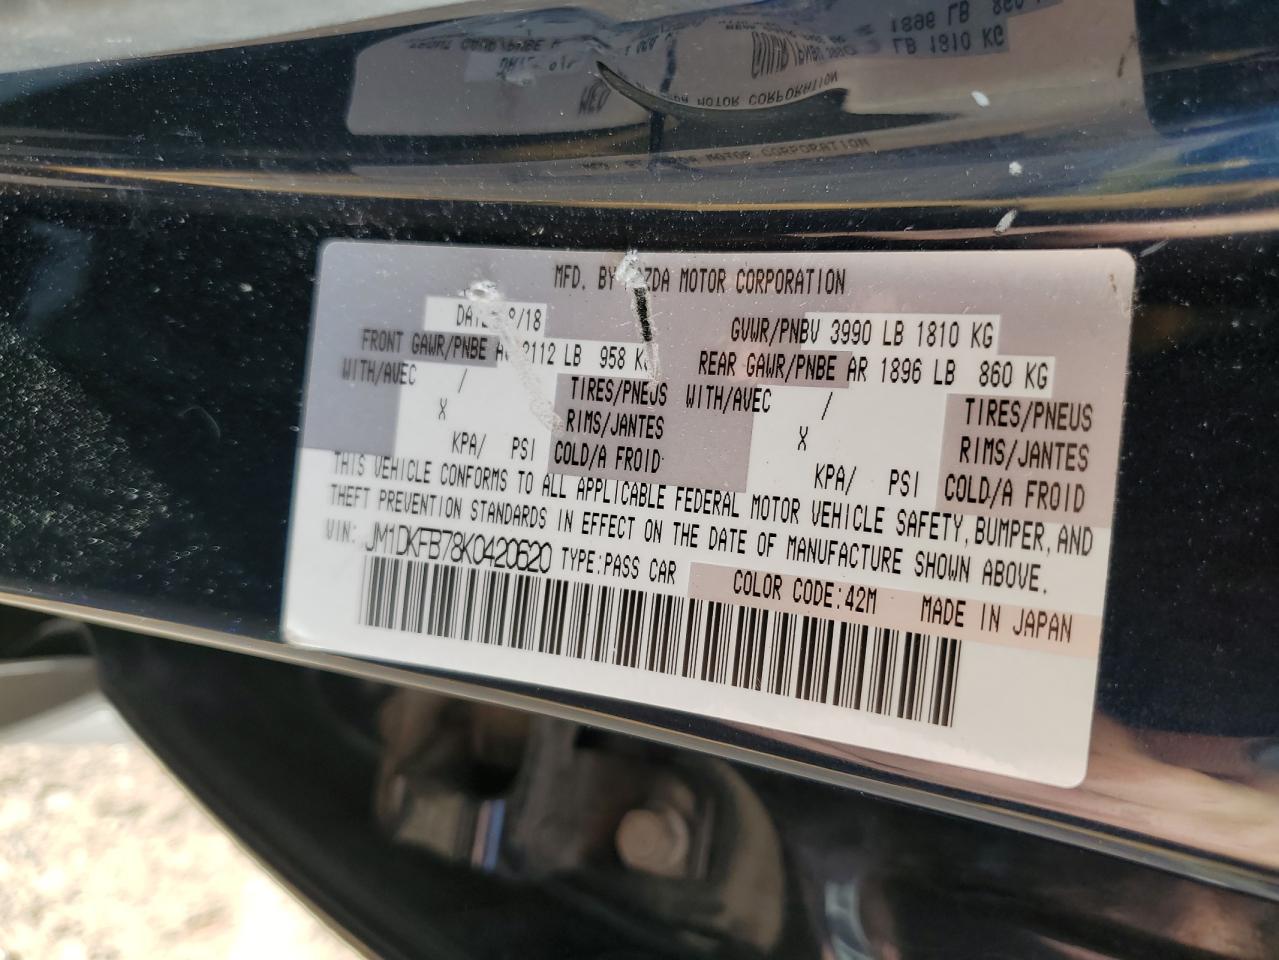 MFD. BY MAZDA MOTOR CORPORATION
9/18 GVWR/PNBV 3990 LB 1810 KG
FRONT GAWR/PNBE 2112 LB 958 REAR GAWR/PNBE AR 1896 LB 860 KG
WITH/AVEC / TIRES/PNEUS WITH/AVEC / TIRES/PNEUS
X RIMS/JANTES X RIMS/JANTES
KPA/ PSI COLD/A FROID KPA/ PSI COLD/A FROID
THIS VEHICLE CONFORMS TO ALL APPLICABLE FEDERAL MOTOR VEHICLE SAFETY, BUMPER, AND
THEFT PREVENTION STANDARDS IN EFFECT ON THE DATE OF MANUFACTURE SHOWN ABOVE.
VIN: JM1DKFB78K0420620 TYPE:PASS CAR COLOR CODE:42M MADE IN JAPAN